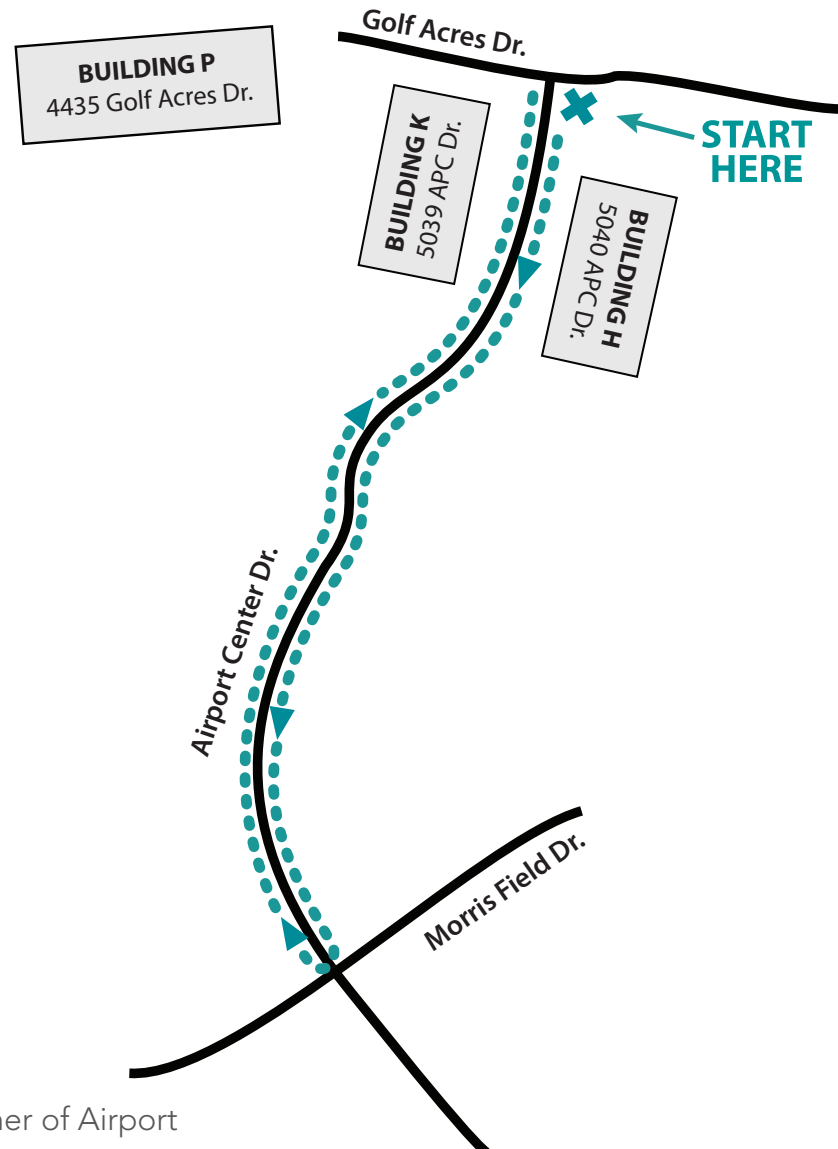 Golf Acres Dr.
BUILDING P
4435 Golf Acres Dr.
BUILDING K
5039 APC Dr.
START
HERE
BUILDING H
5040 APC Dr.
Airport Center Dr.
Morris Field Dr.
of Airport